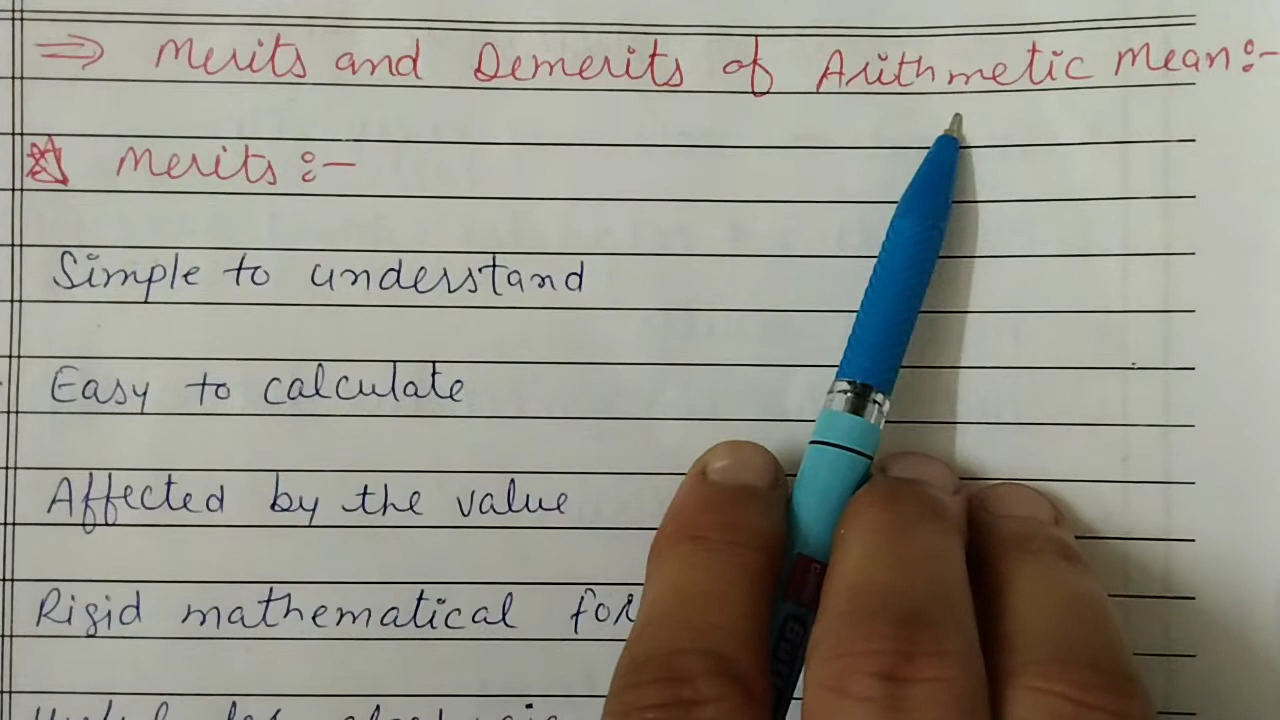 ⇒ Merits and Demerits of Arithmetic Mean:-
Merits :-
Simple to understand
Easy to calculate
Affected by the value
Rigid mathematical for